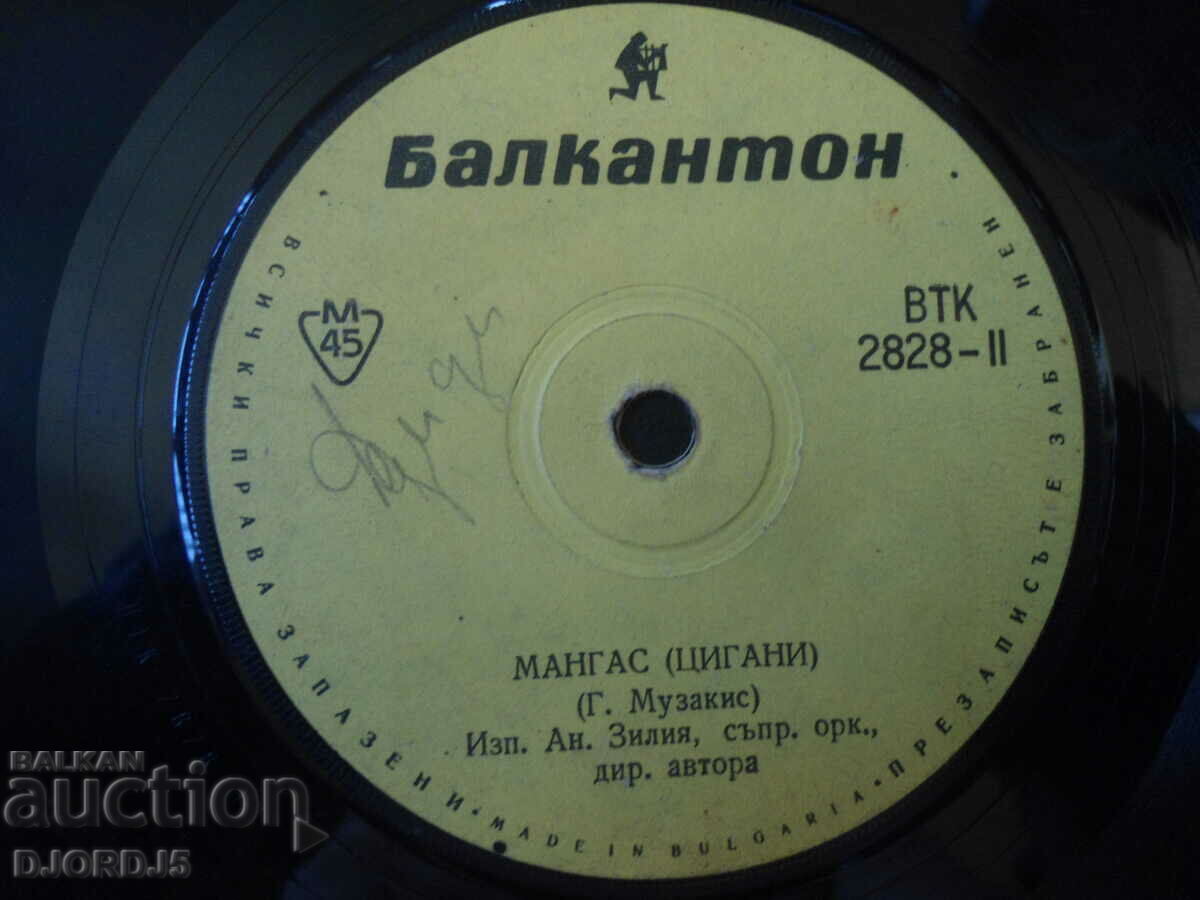 Балкантон
М
45
ВТК
2828-II
МАНГАС (ЦИГАНИ)
(Г. Музакис)
Изп. Ан. Зилия, съпр. орк.,
дир. автора
ВСИЧКИ ПРАВА ЗАПАЗЕНИ • MADE IN BULGARIA • ПРЕЗАПИСЪТ Е ЗАБРАНЕН
BALKAN
auction
DJORDJ5